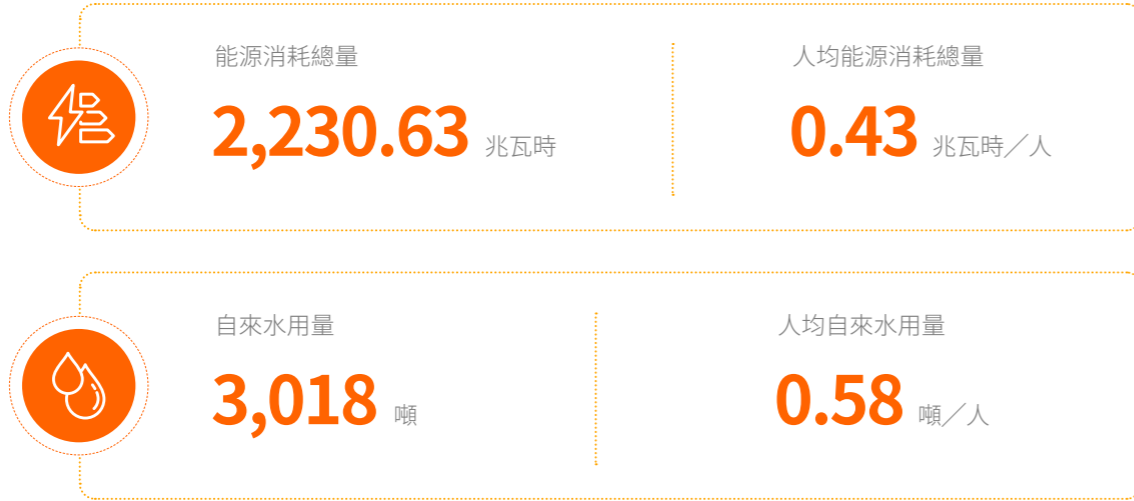 能源消耗總量
人均能源消耗總量
2,230.63 兆瓦時
0.43 兆瓦時／人
自來水用量
人均自來水用量
3,018 噸
0.58 噸／人